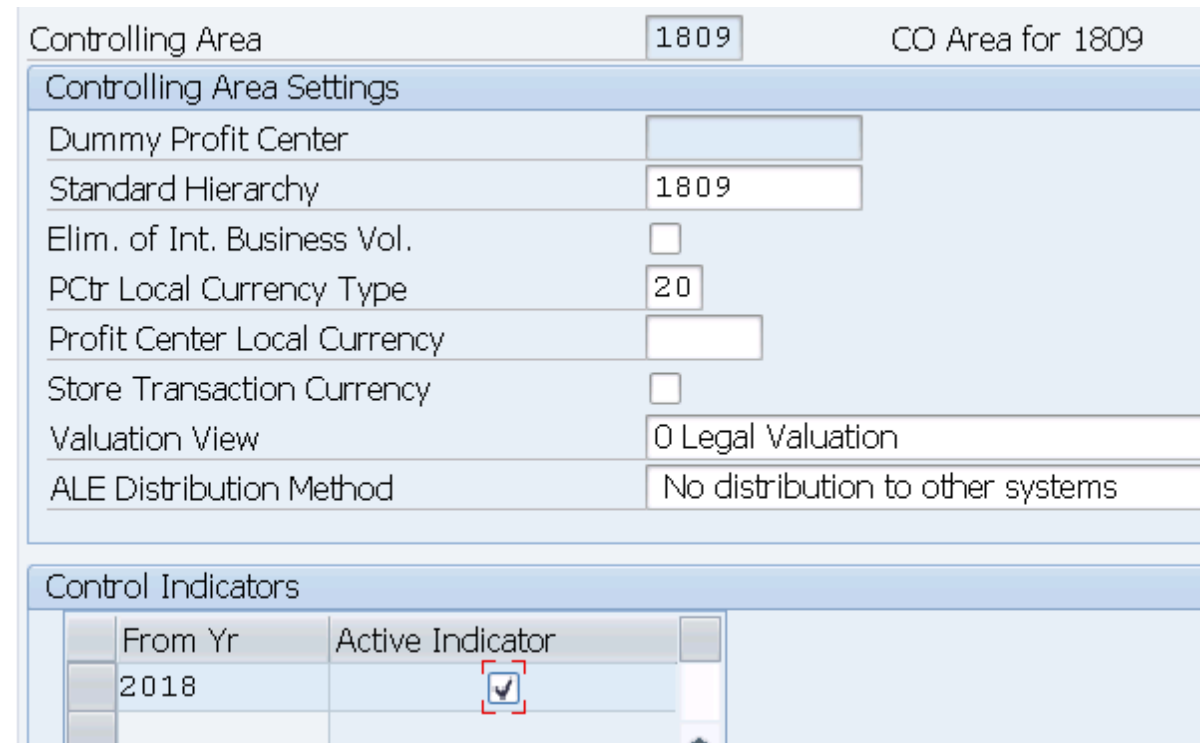 Controlling Area 1809 CO Area for 1809
Controlling Area Settings
Dummy Profit Center
Standard Hierarchy 1809
Elim. of Int. Business Vol.
PCtr Local Currency Type 20
Profit Center Local Currency
Store Transaction Currency
Valuation View 0 Legal Valuation
ALE Distribution Method No distribution to other systems
Control Indicators
From Yr Active Indicator
2018